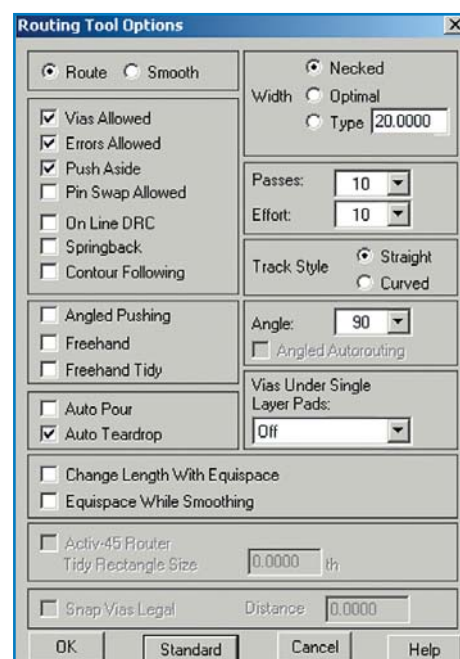 Routing Tool Options
Route Smooth
Vias Allowed
Errors Allowed
Push Aside
Pin Swap Allowed
On Line DRC
Springback
Contour Following
Angled Pushing
Freehand
Freehand Tidy
Auto Pour
Auto Teardrop
Necked
Width Optimal
Type 20.0000
Passes: 10
Effort: 10
Track Style Straight
Curved
Angle: 90
Angled Autorouting
Vias Under Single
Layer Pads:
Off
Change Length With Equispace
Equispace While Smoothing
Activ-45 Router
Tidy Rectangle Size 0.0000 th
Snap Vias Legal Distance 0.0000
OK Standard Cancel Help